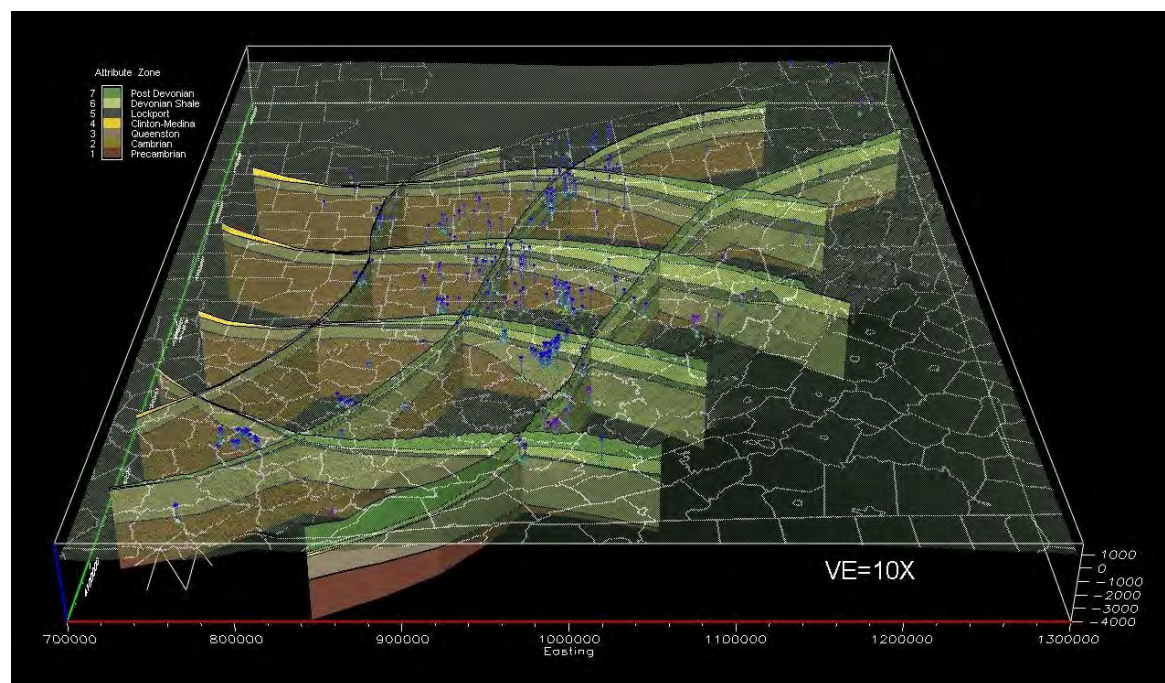 Attribute Zone
7 Post Devonian
6 Devonian Shale
5 Lockport
4 Clinton-Medina
3 Queenston
2 Cambrian
1 Precambrian
VE=10X
1000
0
-1000
-2000
-3000
-4000
700000 800000 900000 1000000 1100000 1200000 1300000
Easting